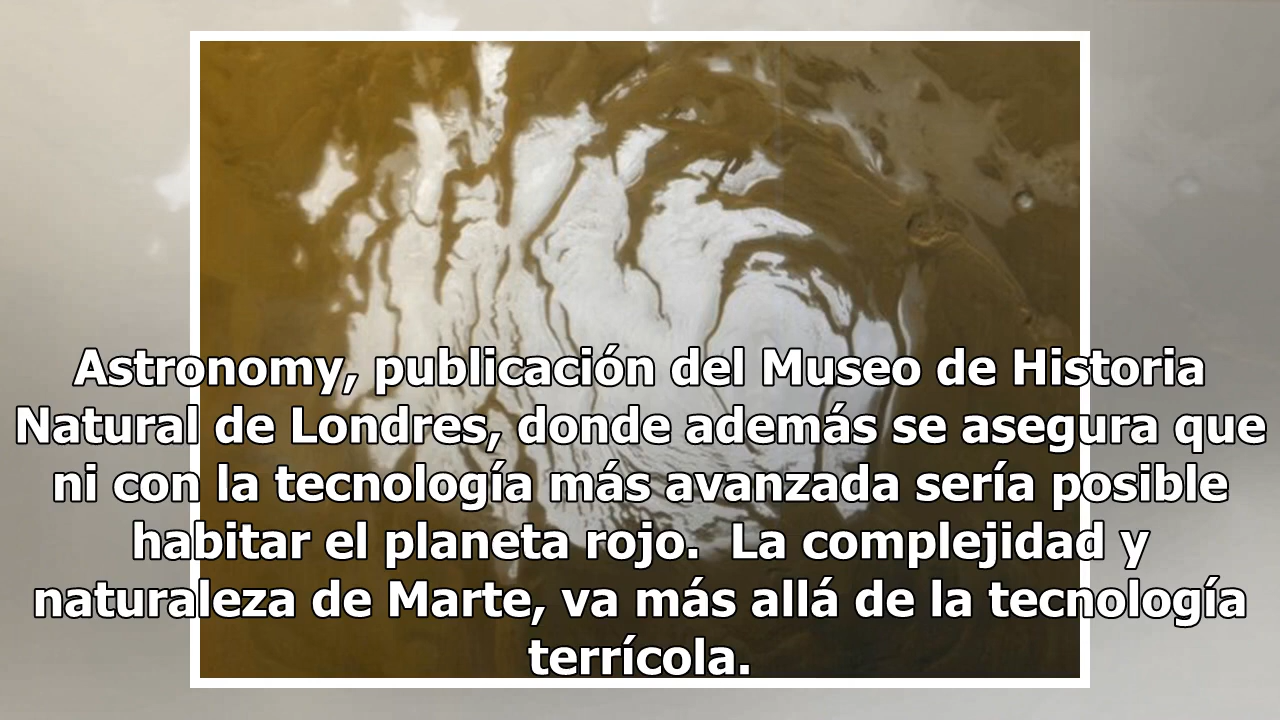 Astronomy, publicación del Museo de Historia
Natural de Londres, donde además se asegura que
ni con la tecnología más avanzada sería posible
habitar el planeta rojo.  La complejidad y
naturaleza de Marte, va más allá de la tecnología
terrícola.